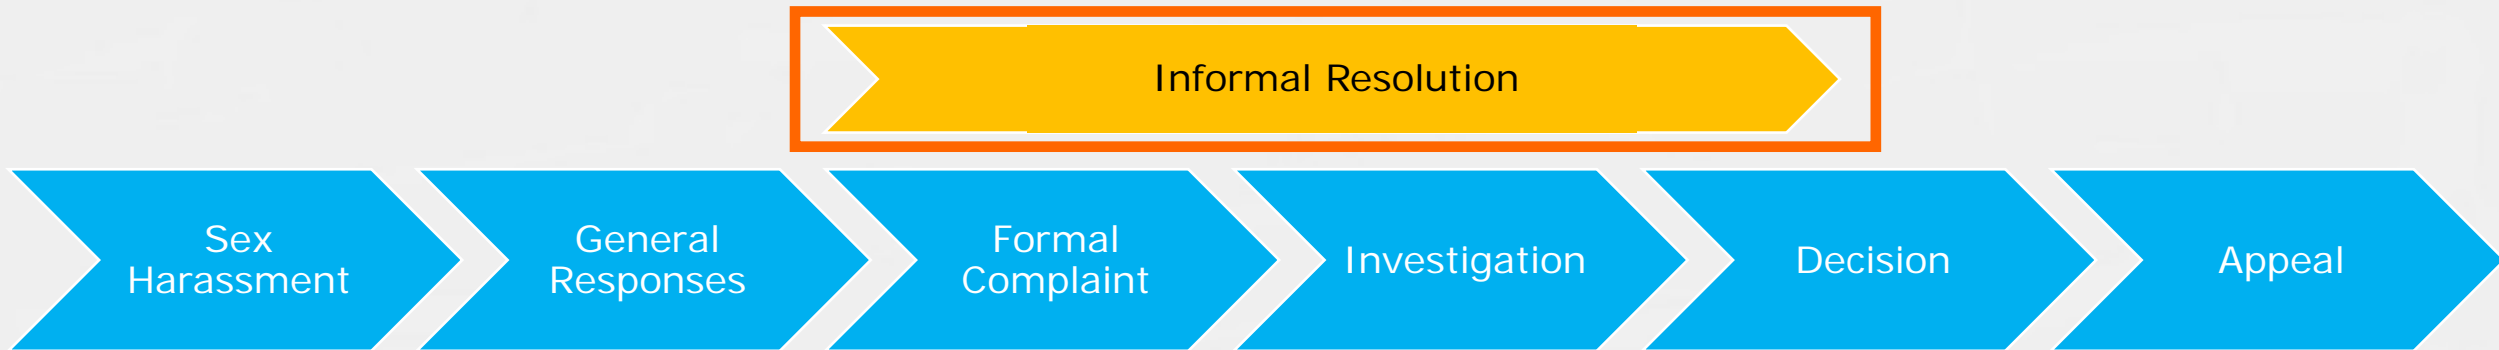 Informal Resolution
Sex
Harassment
General
Responses
Formal
Complaint
Investigation
Decision
Appeal